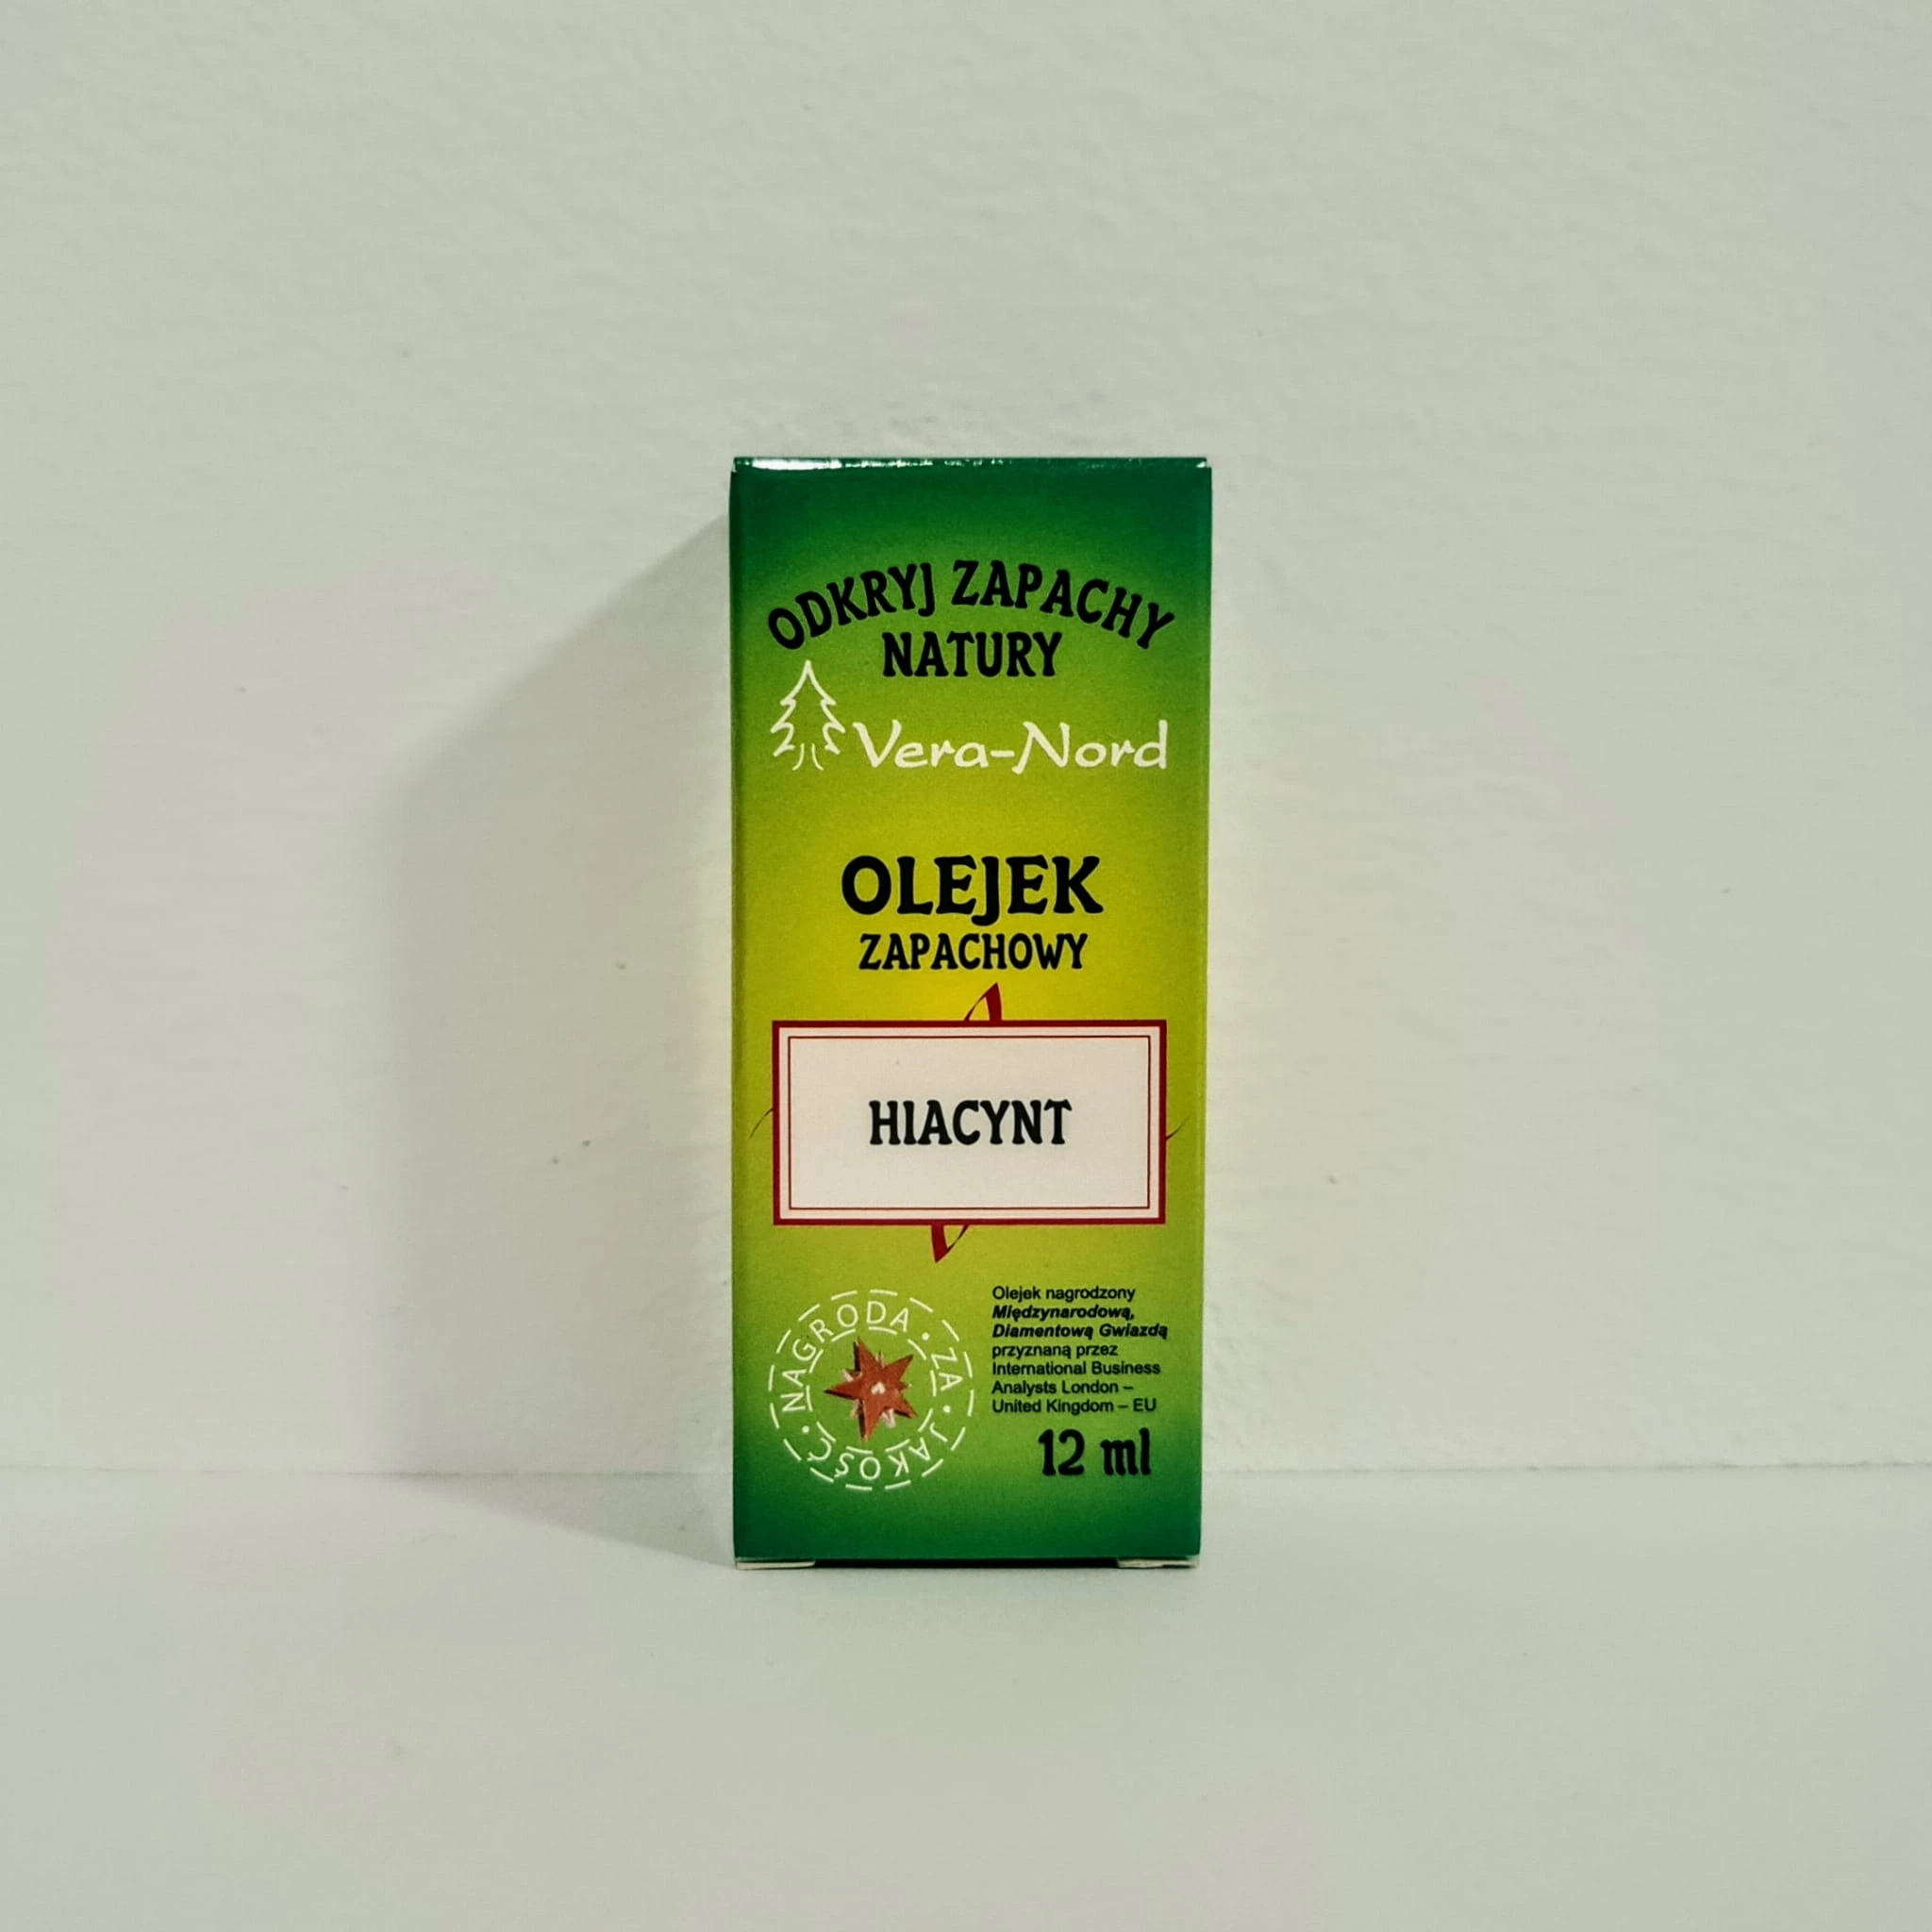 ODKRYJ ZAPACHY
NATURY
Vera-Nord
OLEJEK
ZAPACHOWY
HIACYNT
NAGRODA • ZA • JAKOŚĆ •
Olejek nagrodzony
Międzynarodową,
Diamentową Gwiazdą
przyznaną przez
International Business
Analysts London –
United Kingdom – EU
12 ml